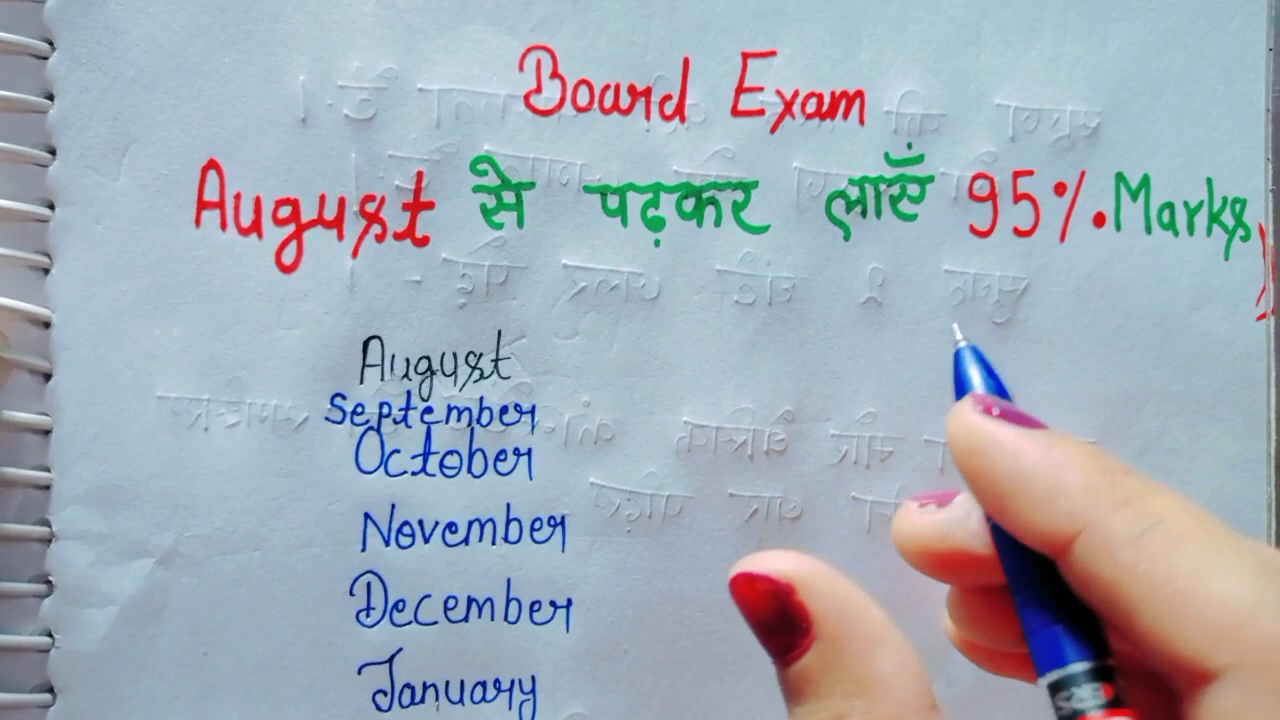 Board Exam
August से पढ़कर लाएँ 95% Marks
August
September
October
November
December
January